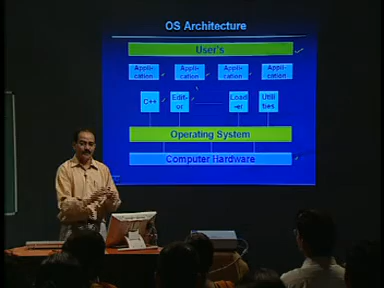 OS Architecture
User's
Appli-
cation
Appli-
cation
Appli-
cation
Appli-
cation
C++
Edit-
or
Loadi
-er
Utili
ties
Operating System
Computer Hardware